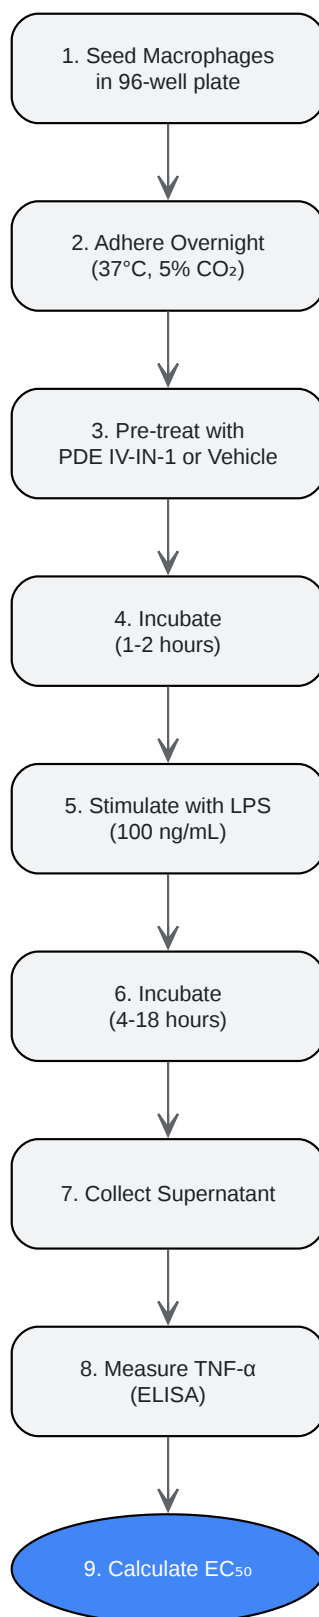 1. Seed Macrophages
in 96-well plate
2. Adhere Overnight
(37°C, 5% CO₂)
3. Pre-treat with
PDE IV-IN-1 or Vehicle
4. Incubate
(1-2 hours)
5. Stimulate with LPS
(100 ng/mL)
6. Incubate
(4-18 hours)
7. Collect Supernatant
8. Measure TNF-α
(ELISA)
9. Calculate EC₅₀